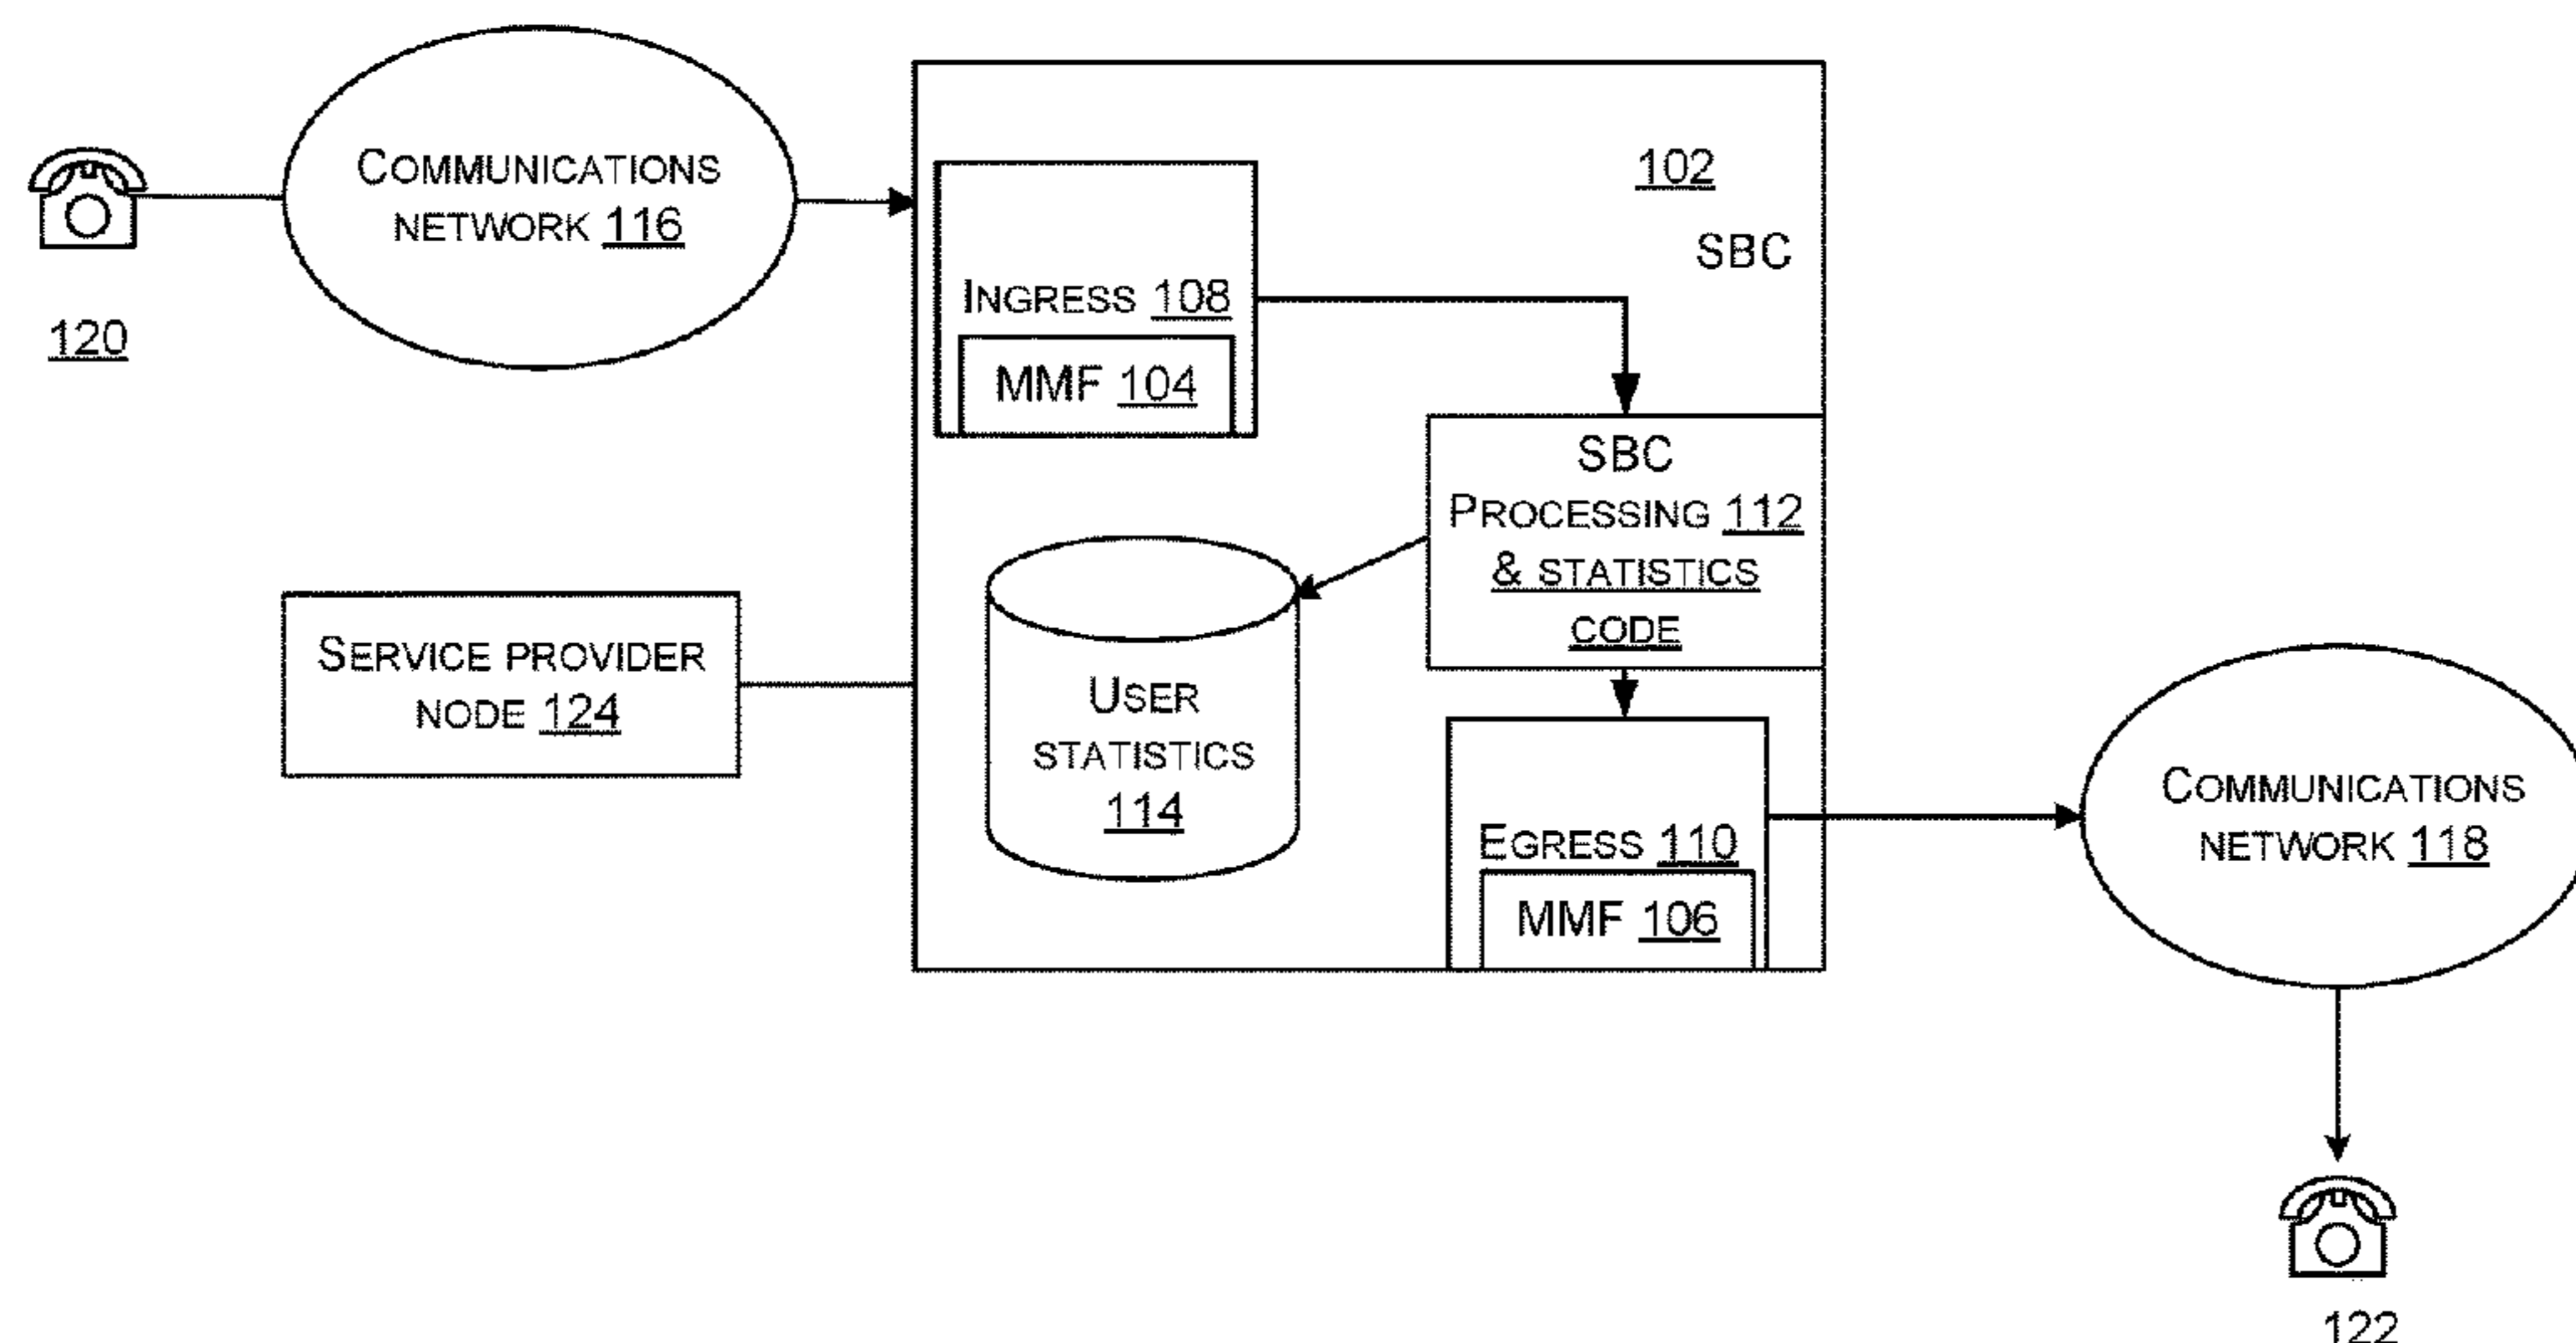 COMMUNICATIONS
NETWORK 116
120
102
SBC
INGRESS 108
MMF 104
SBC
PROCESSING 112
& STATISTICS
CODE
SERVICE PROVIDER
NODE 124
USER
STATISTICS
114
EGRESS 110
MMF 106
COMMUNICATIONS
NETWORK 118
122